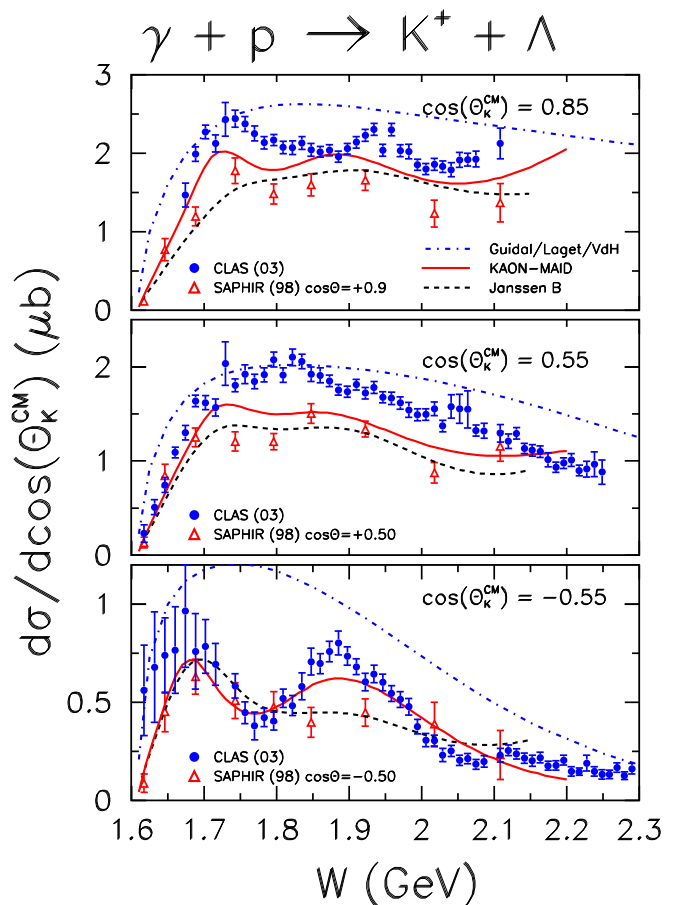 γ + p → K⁺ + Λ
dσ/dcos(Θ_K^CM) (μb)
3
2
1
0
cos(Θ_K^CM) = 0.85
CLAS (03)
SAPHIR (98) cosΘ=+0.9
Guidal/Laget/VdH
KAON-MAID
Janssen B
2
1
0
cos(Θ_K^CM) = 0.55
CLAS (03)
SAPHIR (98) cosΘ=+0.50
1
0.5
0
cos(Θ_K^CM) = -0.55
CLAS (03)
SAPHIR (98) cosΘ=-0.50
1.6 1.7 1.8 1.9 2 2.1 2.2 2.3
W (GeV)